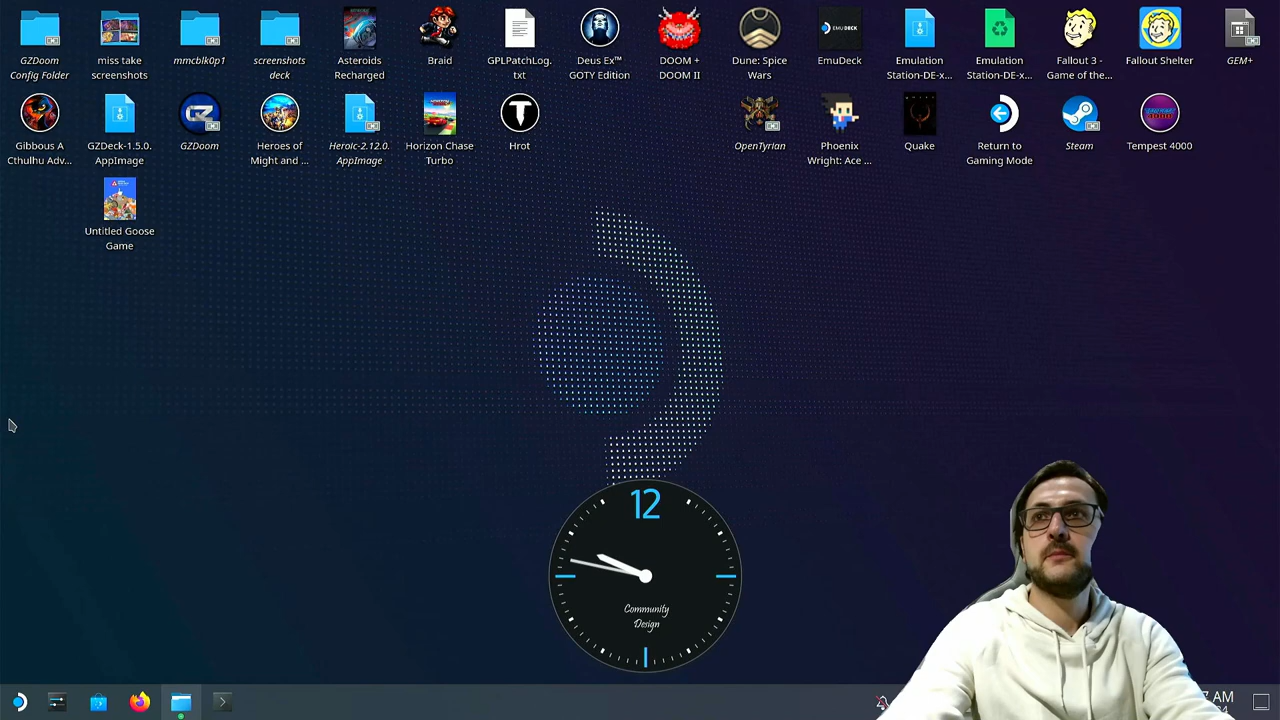 GZDoom
Config Folder
miss take
screenshots
mmcblk0p1
screenshots
deck
Asteroids
Recharged
Braid
GPLPatchLog.
txt
Deus Ex™
GOTY Edition
DOOM +
DOOM II
Dune: Spice
Wars
EMUDECK
EmuDeck
Emulation
Station-DE-x...
Emulation
Station-DE-x...
Fallout 3 -
Game of the...
Fallout Shelter
GEM+
Gibbous A
Cthulhu Adv...
GZDeck-1.5.0.
AppImage
GZDoom
Heroes of
Might and ...
Heroic-2.12.0.
AppImage
Horizon Chase
Turbo
T
Hrot
OpenTyrian
Phoenix
Wright: Ace ...
QUAKE
Quake
Return to
Gaming Mode
Steam
Tempest 4000
Untitled Goose
Game
12
Community
Design
7 AM